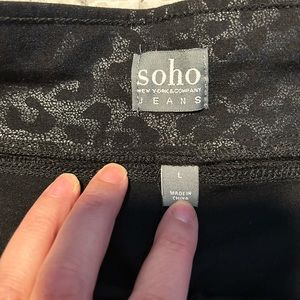 soho
NEW YORK & COMPANY
JEANS
L
MADE IN
CHINA